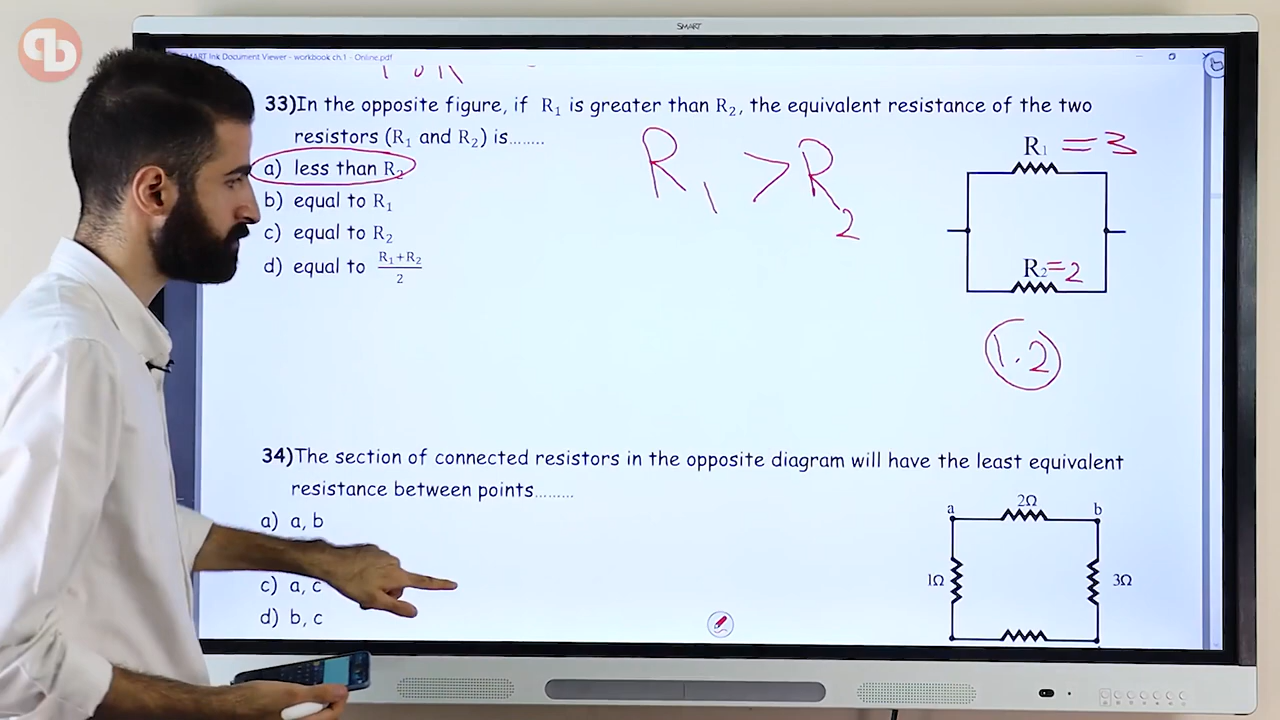 qb
SMART
SMART Ink Document Viewer - workbook ch.1 - Online.pdf
33)In the opposite figure, if R₁ is greater than R₂, the equivalent resistance of the two
resistors (R₁ and R₂) is........
a) less than R₂
b) equal to R₁
c) equal to R₂
d) equal to R₁+R₂
2
R₁ > R₂
R₁ = 3
R₂ = 2
1.2
34)The section of connected resistors in the opposite diagram will have the least equivalent
resistance between points.........
a) a, b
c) a, c
d) b, c
a 2Ω b
1Ω 3Ω